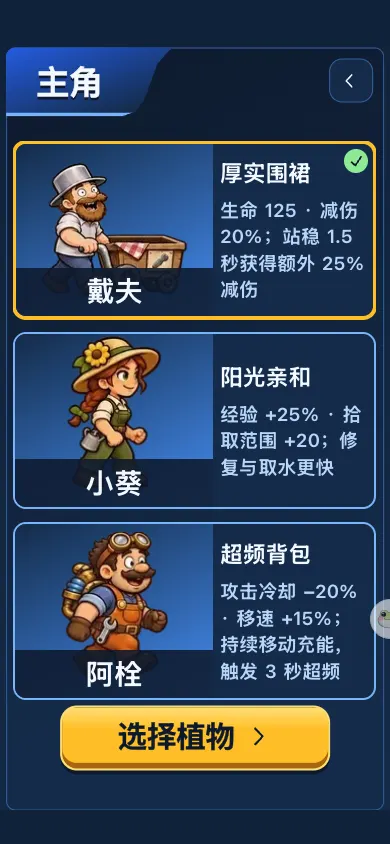 主角
厚实围裙
生命 125 · 减伤
20%；站稳 1.5
秒获得额外 25%
减伤
戴夫
阳光亲和
经验 +25% · 拾
取范围 +20；修
复与取水更快
小葵
超频背包
攻击冷却 −20%
· 移速 +15%；
持续移动充能，
触发 3 秒超频
阿栓
选择植物